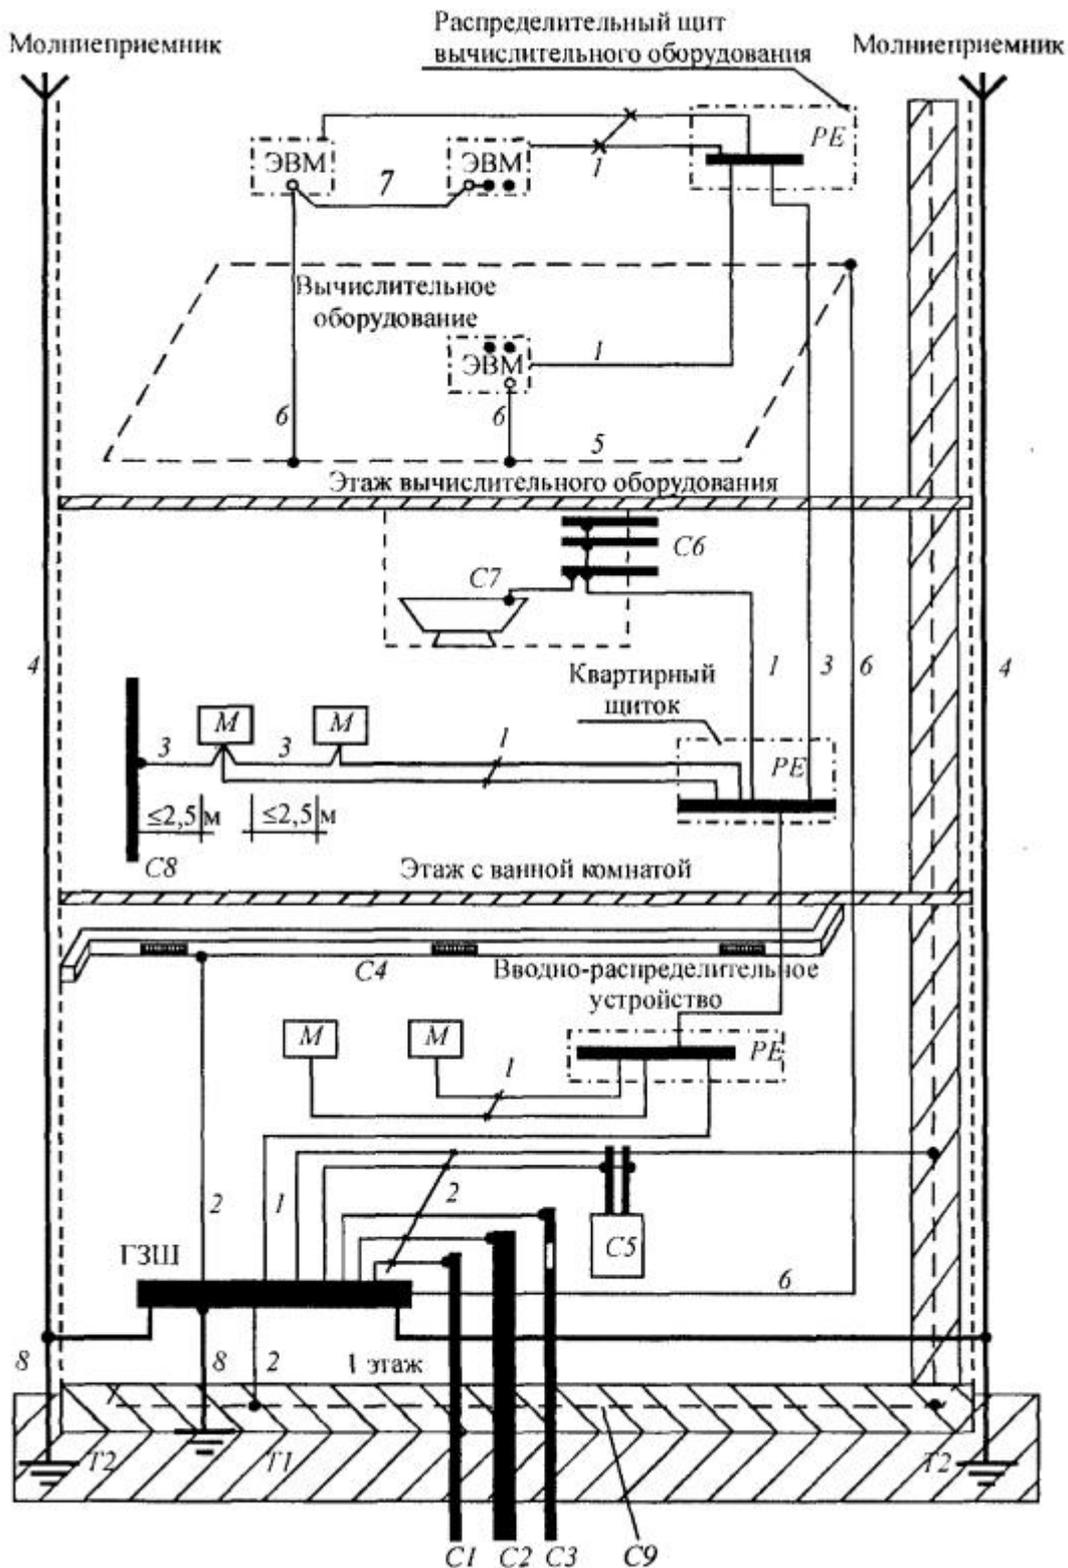 Распределительный щит
вычислительного оборудования
Молниеприемник
Молниеприемник
PE
ЭВМ
ЭВМ
7
1
Вычислительное
оборудование
ЭВМ
1
6
6
5
Этаж вычислительного оборудования
C6
C7
4
1
3
6
4
Квартирный
щиток
M
M
3
3
1
PE
≤2,5 м
≤2,5 м
C8
Этаж с ванной комнатой
C4
Вводно-распределительное
устройство
M
M
1
PE
2
1
2
C5
ГЗШ
6
8
8
2
1 этаж
T2
T1
T2
C1
C2
C3
C9